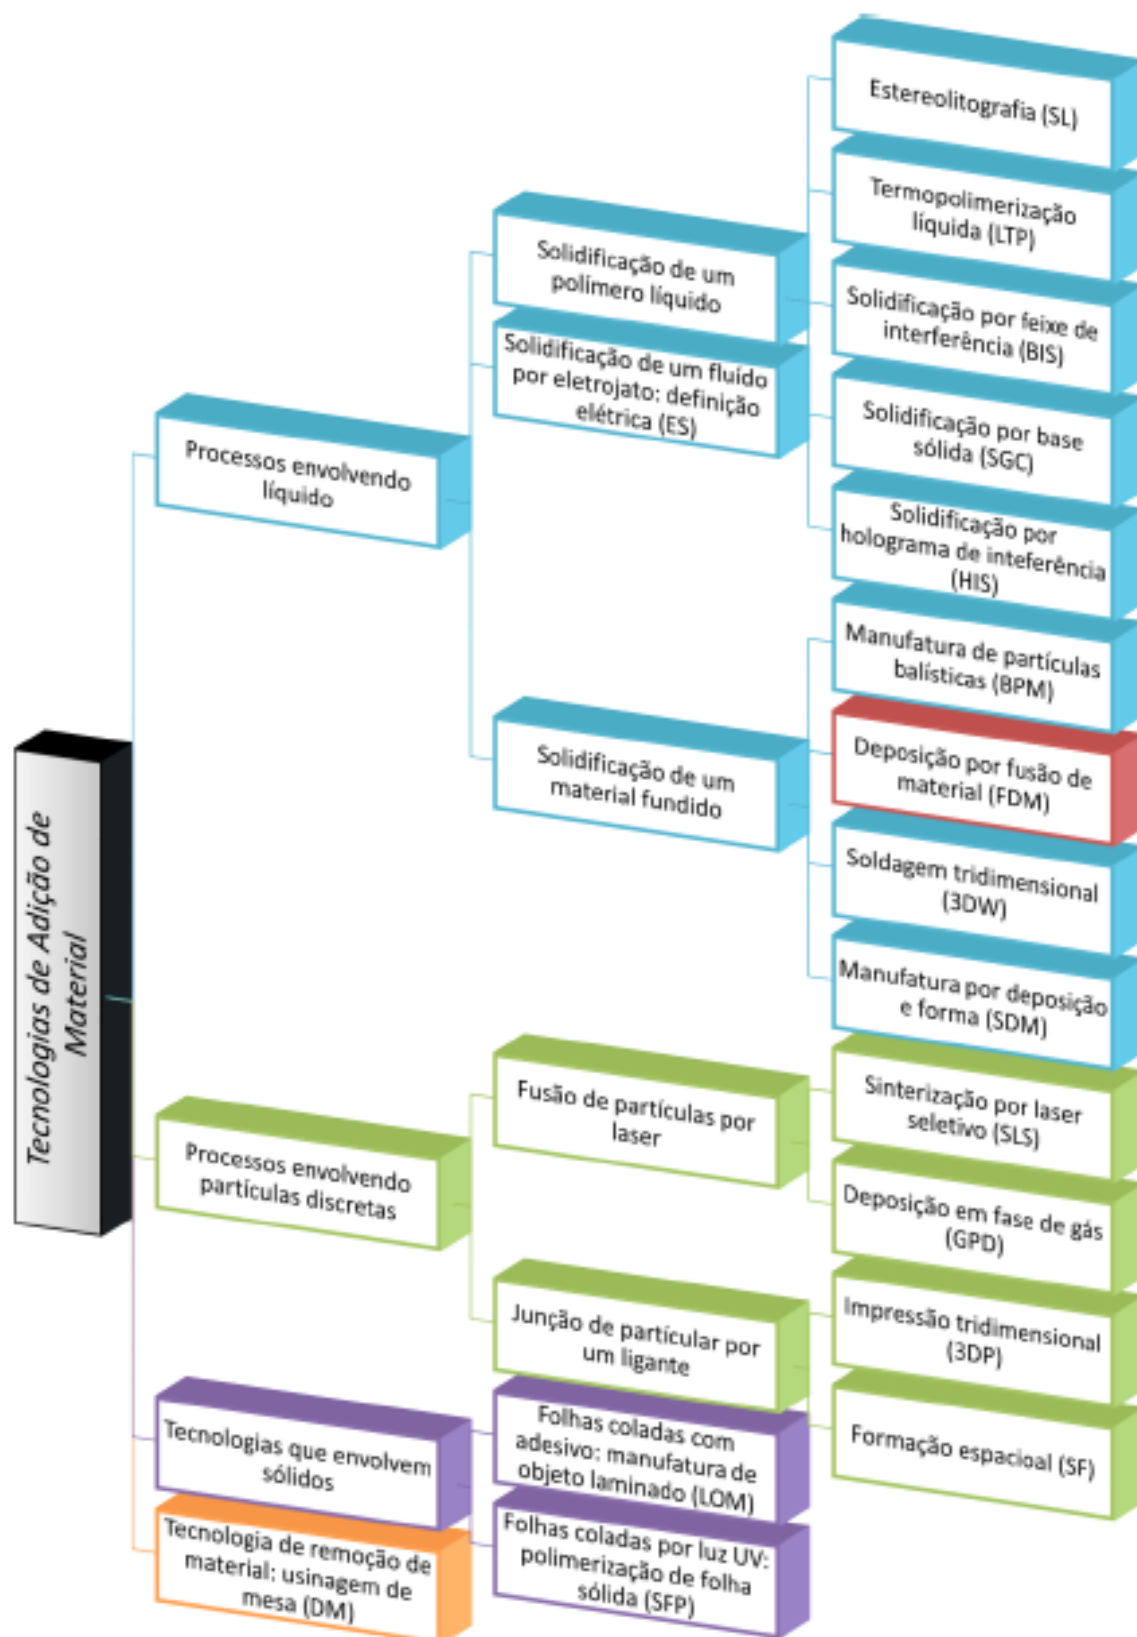 Tecnologias de Adição de
Material
Processos envolvendo
líquido
Solidificação de um
polímero líquido
Estereolitografia (SL)
Termopolimerização
líquida (LTP)
Solidificação por feixe de
interferência (BIS)
Solidificação por base
sólida (SGC)
Solidificação por
holograma de inteferência
(HIS)
Solidificação de um fluído
por eletrojato: definição
elétrica (ES)
Solidificação de um
material fundido
Manufatura de partículas
balísticas (BPM)
Deposição por fusão de
material (FDM)
Soldagem tridimensional
(3DW)
Manufatura por deposição
e forma (SDM)
Processos envolvendo
partículas discretas
Fusão de partículas por
laser
Sinterização por laser
seletivo (SLS)
Deposição em fase de gás
(GPD)
Junção de partícular por
um ligante
Impressão tridimensional
(3DP)
Formação espacioal (SF)
Tecnologias que envolvem
sólidos
Folhas coladas com
adesivo: manufatura de
objeto laminado (LOM)
Folhas coladas por luz UV:
polimerização de folha
sólida (SFP)
Tecnologia de remoção de
material: usinagem de
mesa (DM)